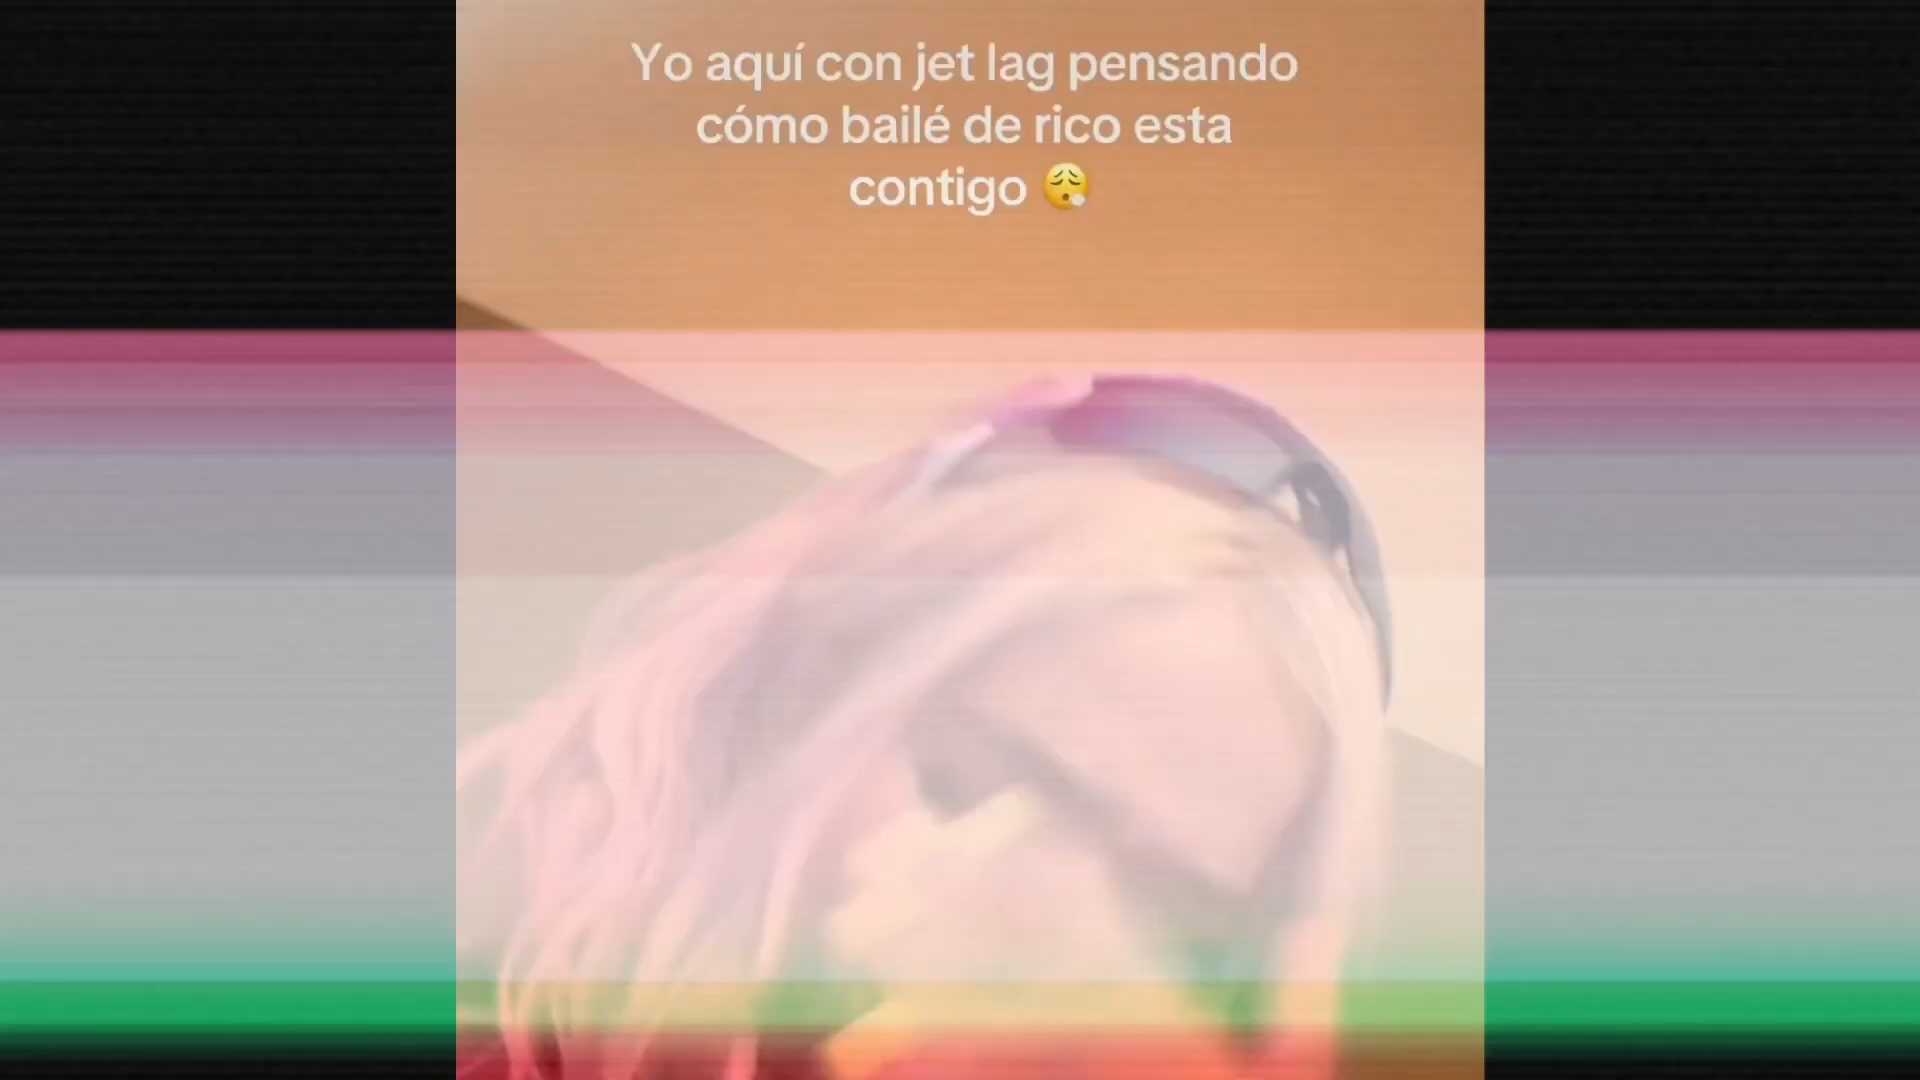 Yo aquí con jet lag pensando
cómo bailé de rico esta
contigo 😮‍💨